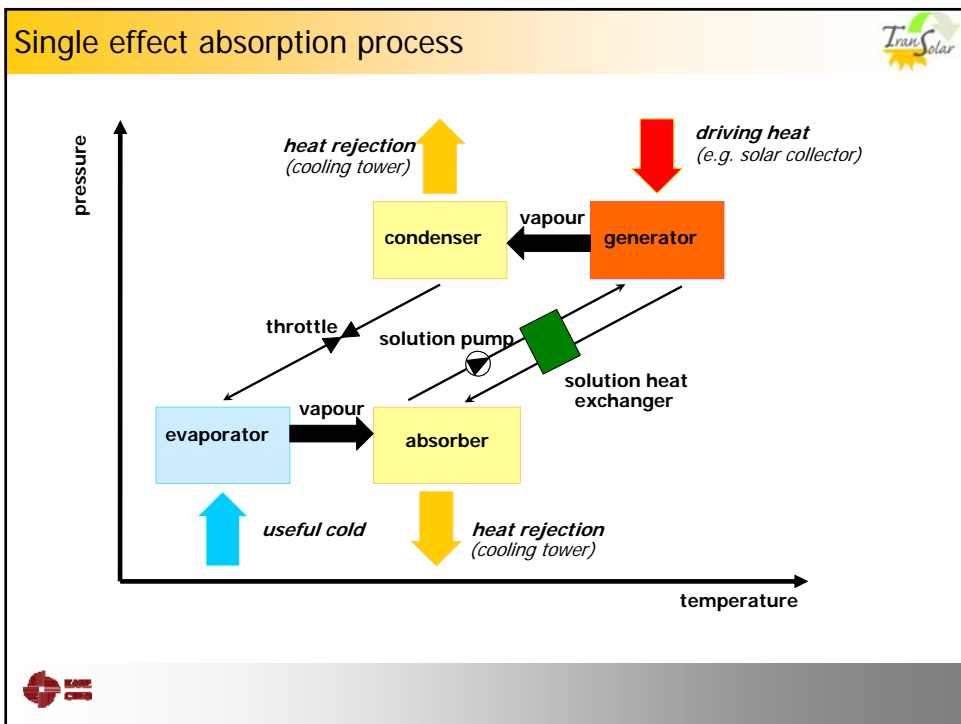 Single effect absorption process
TranSolar
pressure
heat rejection
(cooling tower)
driving heat
(e.g. solar collector)
condenser
vapour
generator
throttle
solution pump
solution heat
exchanger
evaporator
vapour
absorber
useful cold
heat rejection
(cooling tower)
temperature